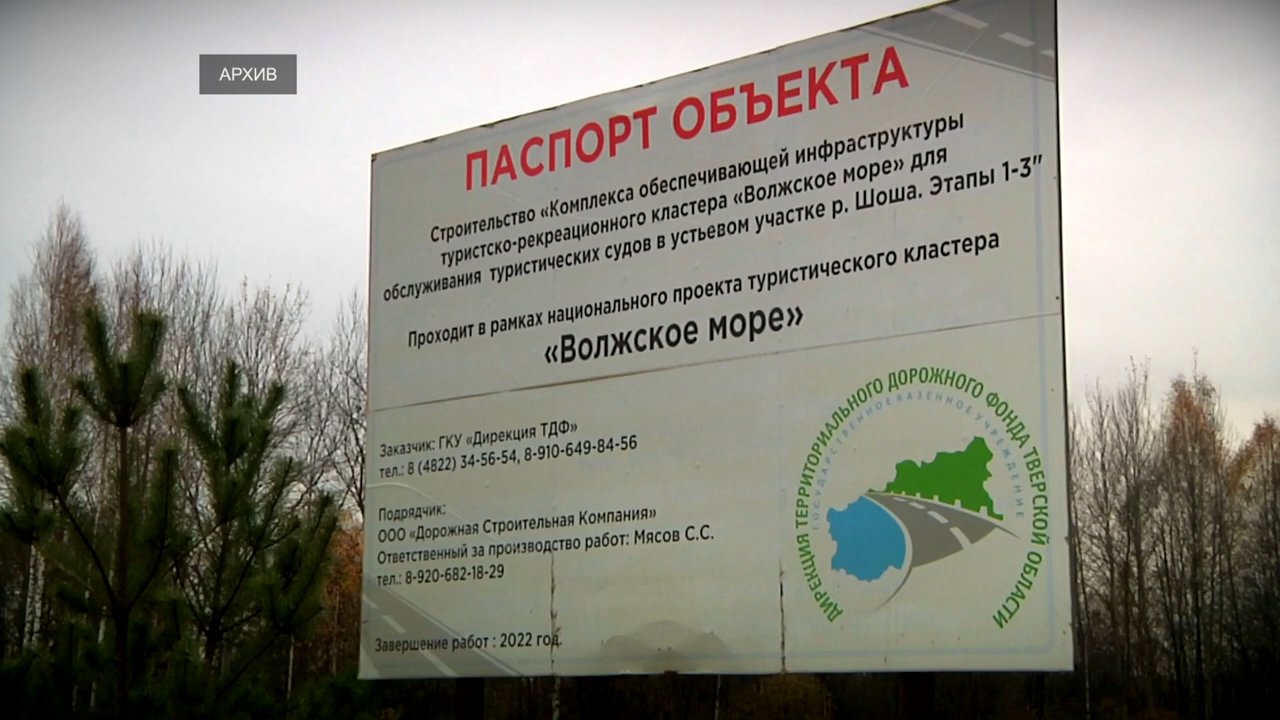 АРХИВ
ПАСПОРТ ОБЪЕКТА
Строительство «Комплекса обеспечивающей инфраструктуры
туристско-рекреационного кластера «Волжское море» для
обслуживания туристических судов в устьевом участке р. Шоша. Этапы 1-3"
Проходит в рамках национального проекта туристического кластера
«Волжское море»
Заказчик: ГКУ «Дирекция ТДФ»
тел.: 8 (4822) 34-56-54, 8-910-649-84-56
Подрядчик:
ООО «Дорожная Строительная Компания»
Ответственный за производство работ: Мясов С.С.
тел.: 8-920-682-18-29
Завершение работ : 2022 год.
ДИРЕКЦИЯ ТЕРРИТОРИАЛЬНОГО ДОРОЖНОГО ФОНДА ТВЕРСКОЙ ОБЛАСТИ
ГОСУДАРСТВЕННОЕ КАЗЕННОЕ УЧРЕЖДЕНИЕ